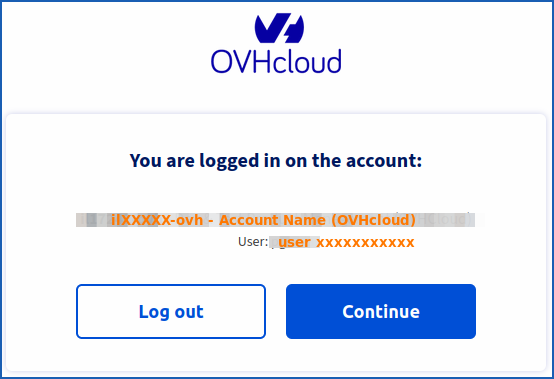 OVHcloud
You are logged in on the account:
ilXXXXX-ovh - Account Name (OVHcloud)
User: user xxxxxxxxxxx
Log out
Continue